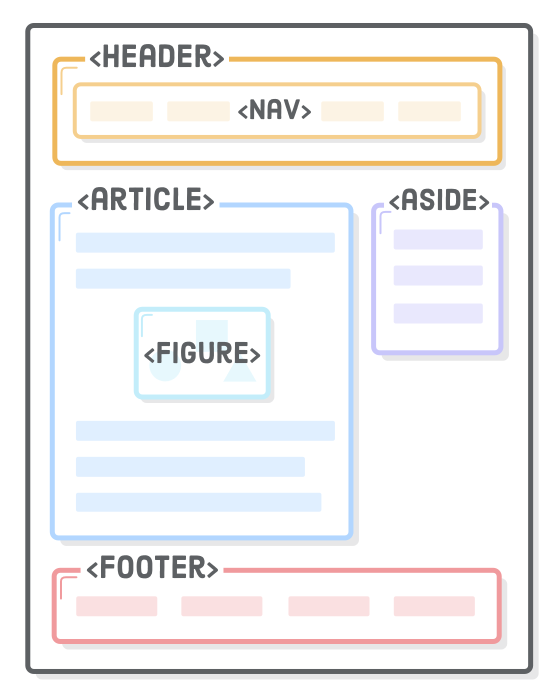 <HEADER>
<NAV>
<ARTICLE>
<ASIDE>
<FIGURE>
<FOOTER>